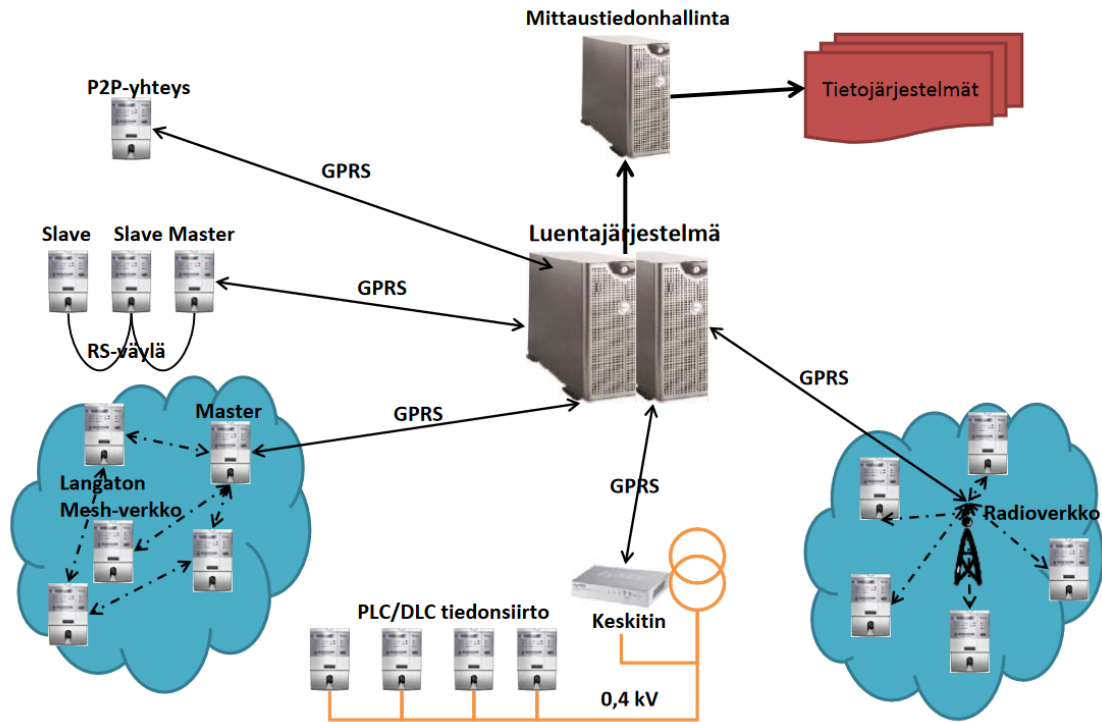 Mittaustiedonhallinta
Tietojärjestelmät
P2P-yhteys
GPRS
Slave
Slave
Master
Luentajärjestelmä
GPRS
RS-väylä
Master
GPRS
GPRS
Langaton
Mesh-verkko
GPRS
Radioverkko
PLC/DLC tiedonsiirto
Keskitin
0,4 kV